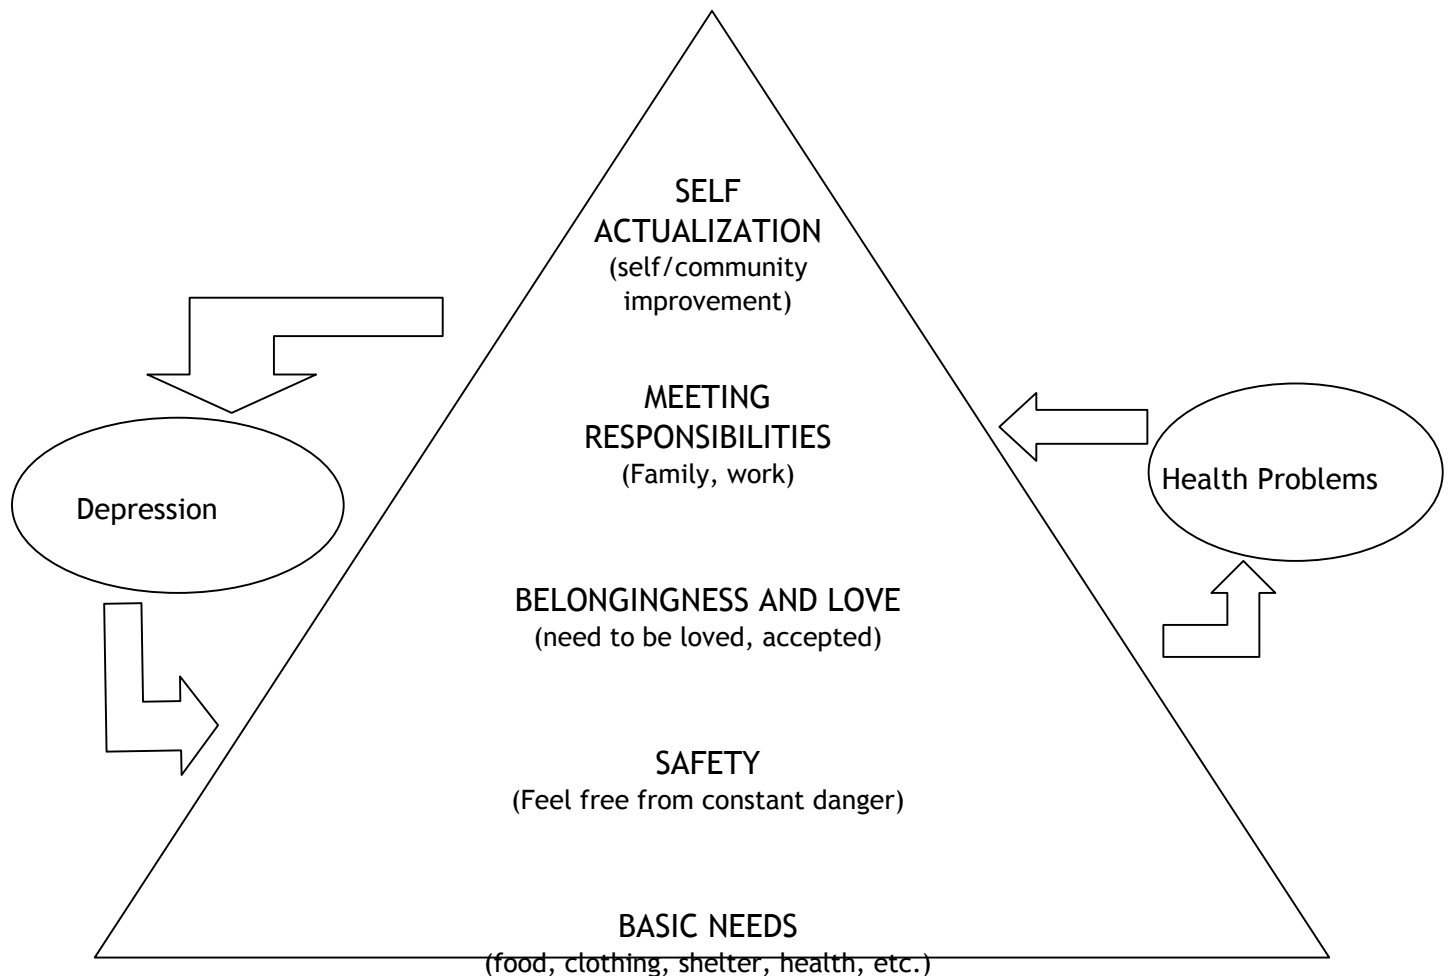 SELF
ACTUALIZATION
(self/community
improvement)
MEETING
RESPONSIBILITIES
(Family, work)
Health Problems
Depression
BELONGINGNESS AND LOVE
(need to be loved, accepted)
SAFETY
(Feel free from constant danger)
BASIC NEEDS
(food, clothing, shelter, health, etc.)